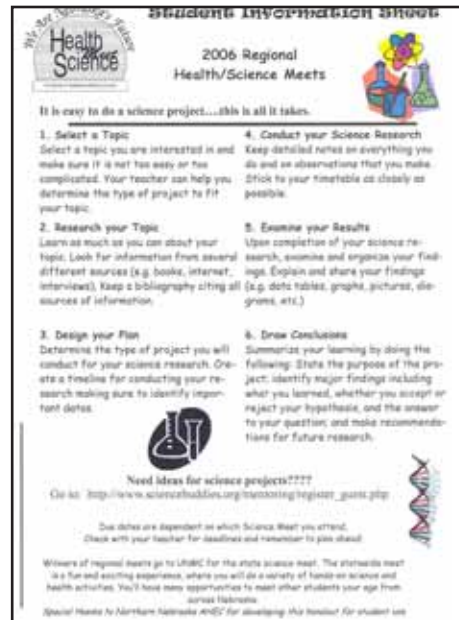 Student Information Sheet
We Are Nebraska's Future
Health
Meet
Science
2006 Regional
Health/Science Meets
It is easy to do a science project....this is all it takes.
1. Select a Topic
Select a topic you are interested in and
make sure it is not too easy or too
complicated. Your teacher can help you
determine the type of project to fit
your topic.
2. Research your Topic
Learn as much as you can about your
topic. Look for information from several
different sources (e.g. books, internet,
interviews). Keep a bibliography citing all
sources of information.
3. Design your Plan
Determine the type of project you will
conduct for your science research. Cre-
ate a timeline for conducting your re-
search making sure to identify impor-
tant dates.
4. Conduct your Science Research
Keep detailed notes on everything you
do and on observations that you make.
Stick to your timetable as closely as
possible.
5. Examine your Results
Upon completion of your science re-
search, examine and organize your find-
ings. Explain and share your findings
(e.g. data tables, graphs, pictures, dia-
grams, etc.)
6. Draw Conclusions
Summarize your learning by doing the
following: State the purpose of the pro-
ject; identify major findings including
what you learned, whether you accept or
reject your hypothesis, and the answer
to your question; and make recommenda-
tions for future research.
Need ideas for science projects????
Go to: http://www.sciencebuddies.org/mentoring/register_guest.php
Due dates are dependent on which Science Meet you attend.
Check with your teacher for deadlines and remember to plan ahead!
Winners of regional meets go to UNMC for the state science meet. The statewide meet
is a fun and exciting experience, where you will do a variety of hands-on science and
health activities. You'll have many opportunities to meet other students your age from
across Nebraska.
Special thanks to Northern Nebraska AHEC for developing this handout for student use